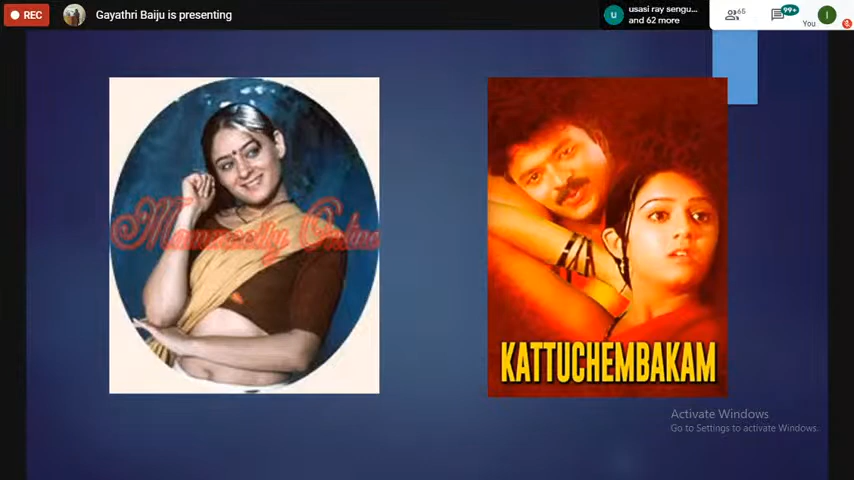 REC
Gayathri Baiju is presenting
u
usasi ray sengu...
and 62 more
65
99+
You
I
Mammootty Online
KATTUCHEMBAKAM
Activate Windows
Go to Settings to activate Windows.